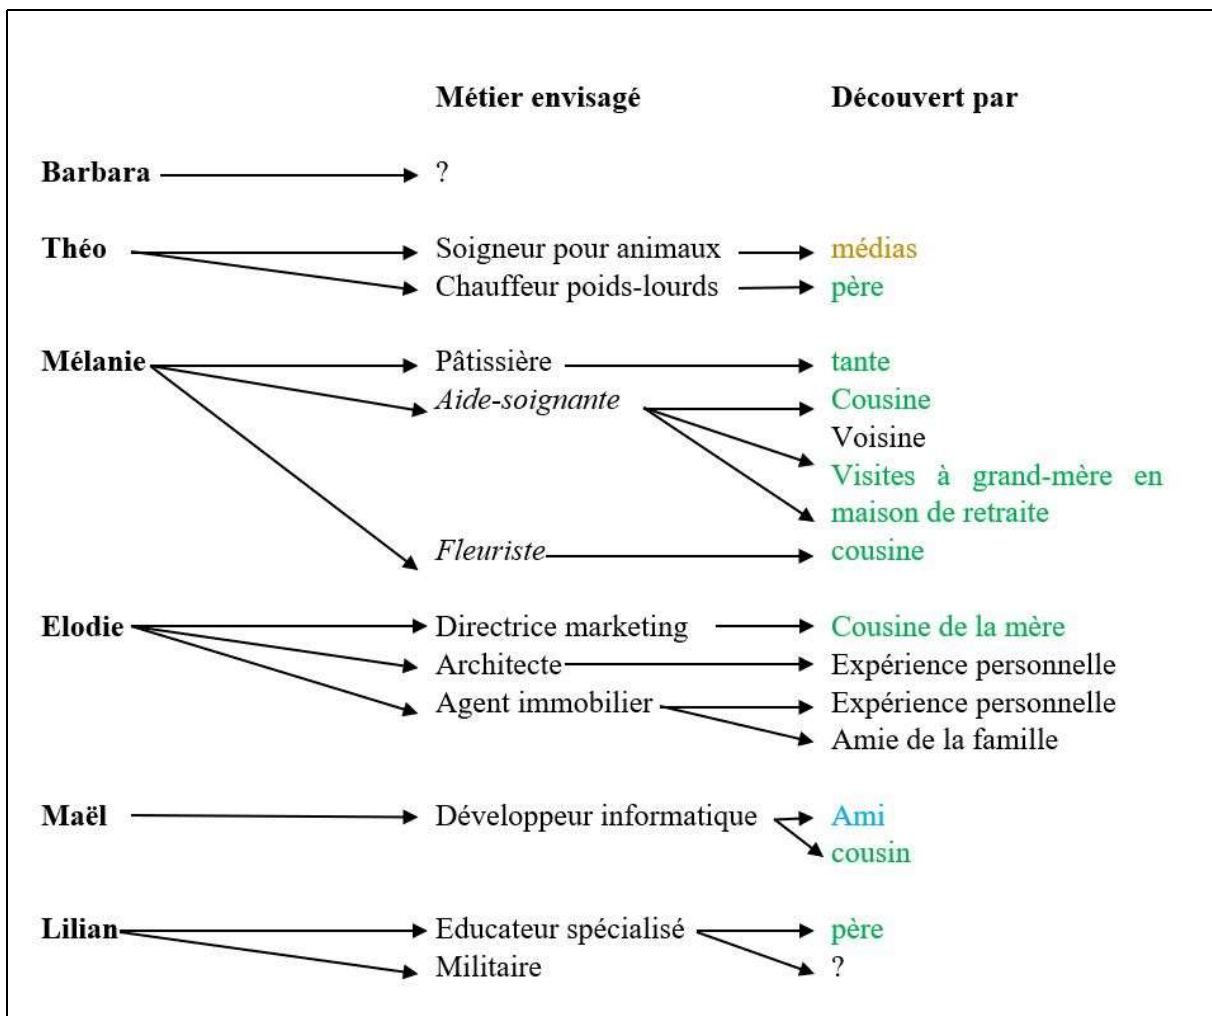 Métier envisagé Découvert par
Barbara ?
Théo Soigneur pour animaux médias
Chauffeur poids-lourds père
Mélanie Pâtissière tante
Aide-soignante Cousine
Voisine
Visites à grand-mère en
maison de retraite
Fleuriste cousine
Elodie Directrice marketing Cousine de la mère
Architecte Expérience personnelle
Agent immobilier Expérience personnelle
Amie de la famille
Maël Développeur informatique Ami
cousin
Lilian Educateur spécialisé père
Militaire ?